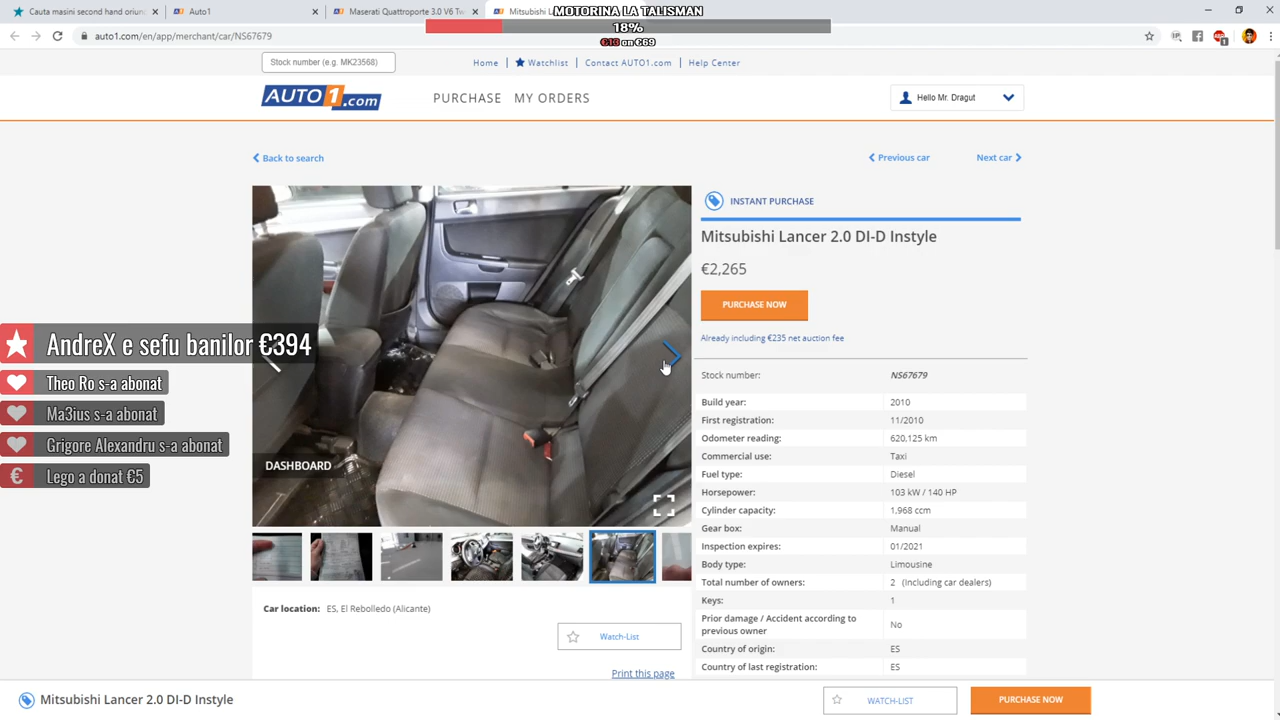 Cauta masini second hand oriun
Auto1
Maserati Quattroporte 3.0 V6 Tw
Mitsubishi L
MOTORINA LA TALISMAN
18%
€13 on €69
auto1.com/en/app/merchant/car/NS67679
Stock number (e.g. MK23568)
Home
Watchlist
Contact AUTO1.com
Help Center
AUTO1.com
PURCHASE
MY ORDERS
Hello Mr. Dragut
Back to search
Previous car
Next car
INSTANT PURCHASE
Mitsubishi Lancer 2.0 DI-D Instyle
€2,265
PURCHASE NOW
Already including €235 net auction fee
AndreX e sefu banilor €394
Theo Ro s-a abonat
Ma3ius s-a abonat
Grigore Alexandru s-a abonat
Lego a donat €5
DASHBOARD
Stock number: NS67679
Build year: 2010
First registration: 11/2010
Odometer reading: 620,125 km
Commercial use: Taxi
Fuel type: Diesel
Horsepower: 103 kW / 140 HP
Cylinder capacity: 1,968 ccm
Gear box: Manual
Inspection expires: 01/2021
Body type: Limousine
Total number of owners: 2 (Including car dealers)
Keys: 1
Prior damage / Accident according to
previous owner No
Country of origin: ES
Country of last registration: ES
Car location: ES, El Rebolledo (Alicante)
Watch-List
Print this page
Mitsubishi Lancer 2.0 DI-D Instyle
WATCH-LIST
PURCHASE NOW